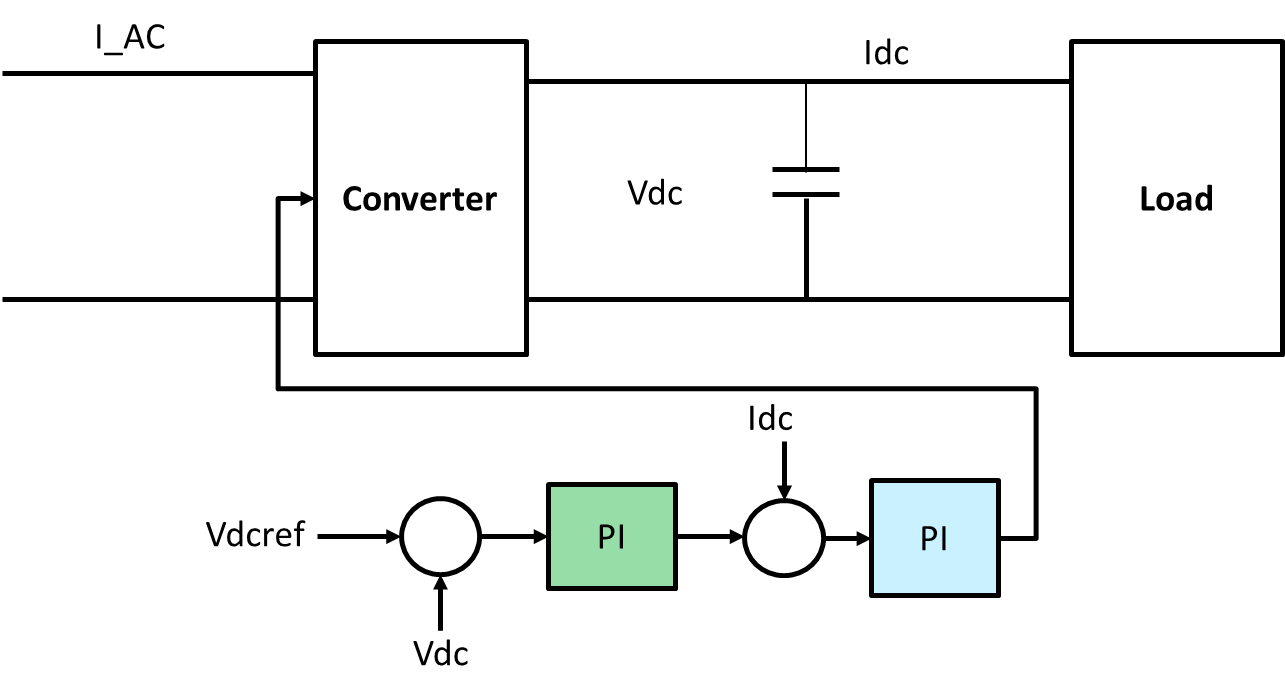 I_AC
Idc
Converter
Vdc
Load
Idc
Vdcref
PI
PI
Vdc